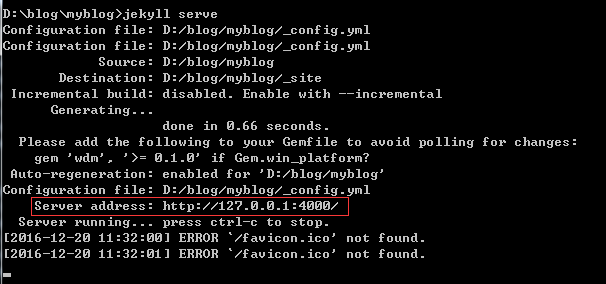 D:\blog\myblog>jekyll serve
Configuration file: D:/blog/myblog/_config.yml
Configuration file: D:/blog/myblog/_config.yml
Source: D:/blog/myblog
Destination: D:/blog/myblog/_site
Incremental build: disabled. Enable with --incremental
Generating...
done in 0.66 seconds.
Please add the following to your Gemfile to avoid polling for changes:
gem 'wdm', '>= 0.1.0' if Gem.win_platform?
Auto-regeneration: enabled for 'D:/blog/myblog'
Configuration file: D:/blog/myblog/_config.yml
Server address: http://127.0.0.1:4000/
Server running... press ctrl-c to stop.
[2016-12-20 11:32:00] ERROR `/favicon.ico' not found.
[2016-12-20 11:32:01] ERROR `/favicon.ico' not found.